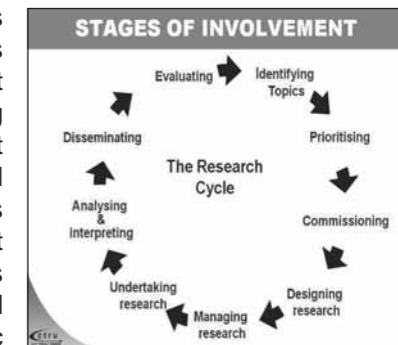 STAGES OF INVOLVEMENT
Evaluating
Identifying
Topics
Prioritising
Commissioning
Designing
research
Managing
research
Undertaking
research
Analysing
&
interpreting
Disseminating
The Research
Cycle
ctru